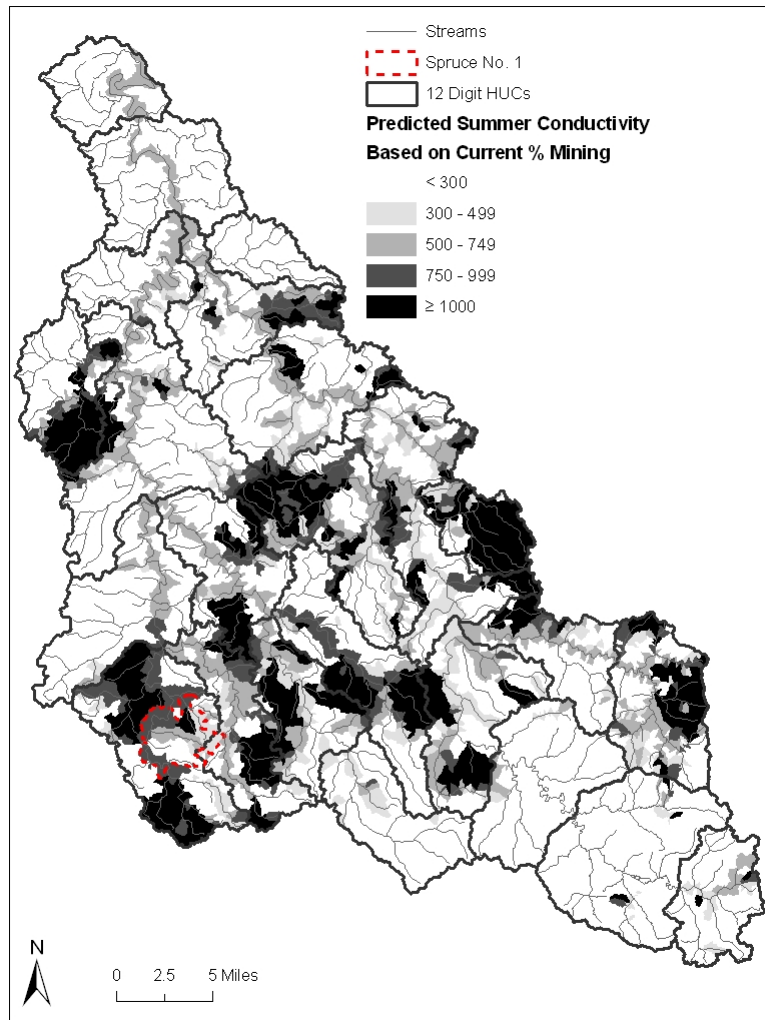 Streams
Spruce No. 1
12 Digit HUCs
Predicted Summer Conductivity
Based on Current % Mining
< 300
300 - 499
500 - 749
750 - 999
≥ 1000
N
0 2.5 5 Miles